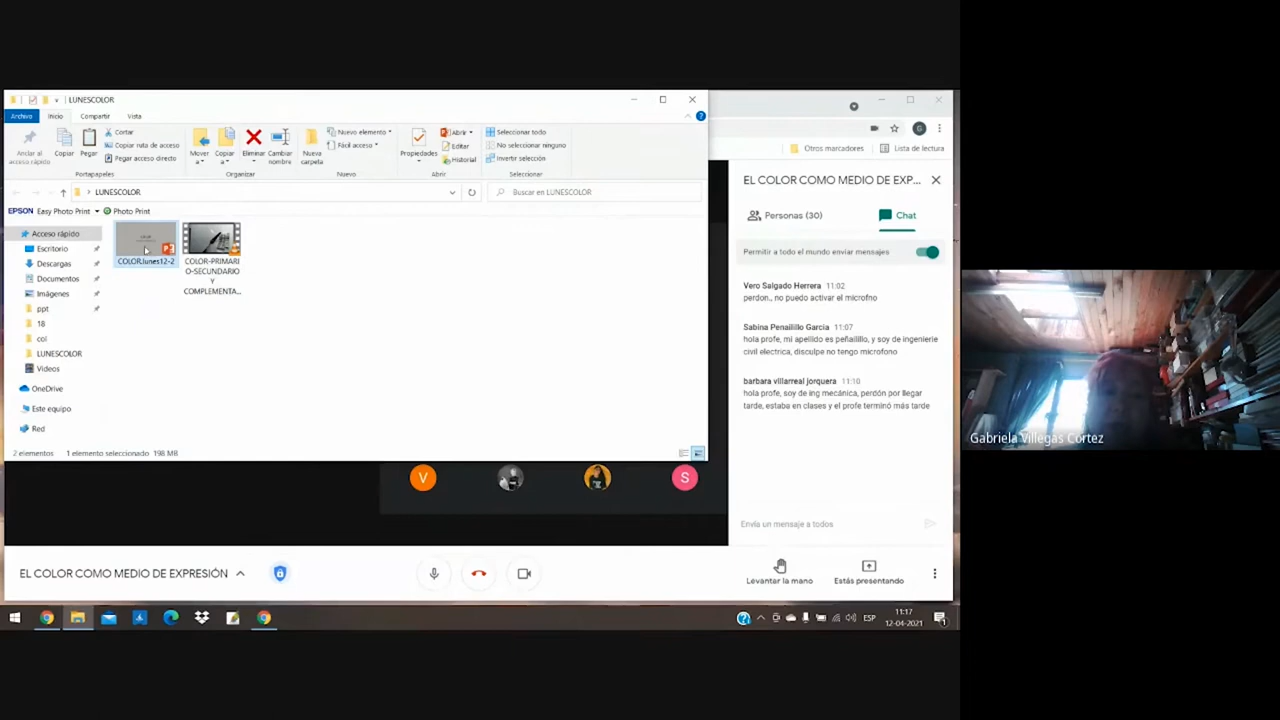 LUNESCOLOR
Archivo Inicio Compartir Vista
Anclar al acceso rápido
Copiar
Pegar
Cortar
Copiar ruta de acceso
Pegar acceso directo
Portapapeles
Mover a
Copiar a
Eliminar
Cambiar nombre
Organizar
Nueva carpeta
Nuevo elemento
Fácil acceso
Nuevo
Propiedades
Abrir
Editar
Historial
Abrir
Seleccionar todo
No seleccionar ninguno
Invertir selección
Seleccionar
LUNESCOLOR
Buscar en LUNESCOLOR
EPSON Easy Photo Print Photo Print
Acceso rápido
Escritorio
Descargas
Documentos
Imágenes
ppt
18
col
LUNESCOLOR
Videos
OneDrive
Este equipo
Red
COLOR.lunes12-2
COLOR-PRIMARI
O-SECUNDARIO
Y
COMPLEMENTA...
2 elementos 1 elemento seleccionado 198 MB
G
Otros marcadores
Lista de lectura
EL COLOR COMO MEDIO DE EXP...
Personas (30)
Chat
Permitir a todo el mundo enviar mensajes
Vero Salgado Herrera 11:02
perdon., no puedo activar el microfno
Sabina Penailillo Garcia 11:07
hola profe, mi apellido es peñailillo, y soy de ingenierie
civil electrica, disculpe no tengo microfono
barbara villarreal jorquera 11:10
hola profe, soy de ing mecánica, perdón por llegar
tarde, estaba en clases y el profe terminó más tarde
Envía un mensaje a todos
V
S
EL COLOR COMO MEDIO DE EXPRESIÓN
Levantar la mano
Estás presentando
ESP
11:17
12-04-2021
Gabriela Villegas Cortez